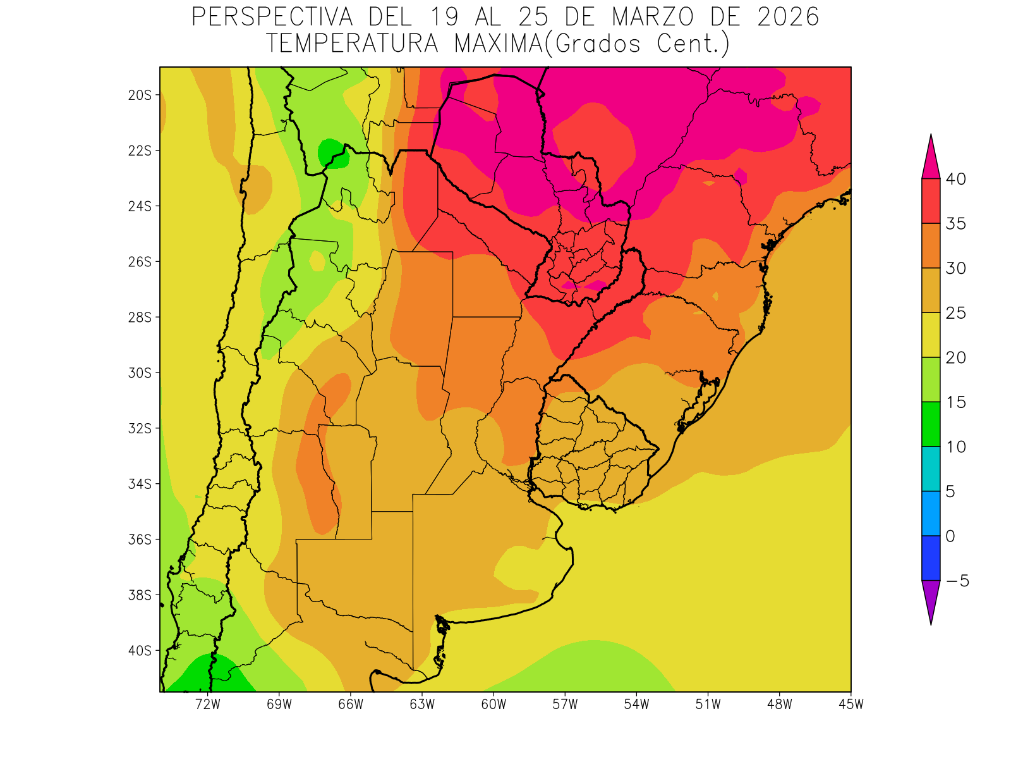 PERSPECTIVA DEL 19 AL 25 DE MARZO DE 2026
TEMPERATURA MAXIMA(Grados Cent.)
20S
22S
24S
26S
28S
30S
32S
34S
36S
38S
40S
72W 69W 66W 63W 60W 57W 54W 51W 48W 45W
40
35
30
25
20
15
10
5
0
−5